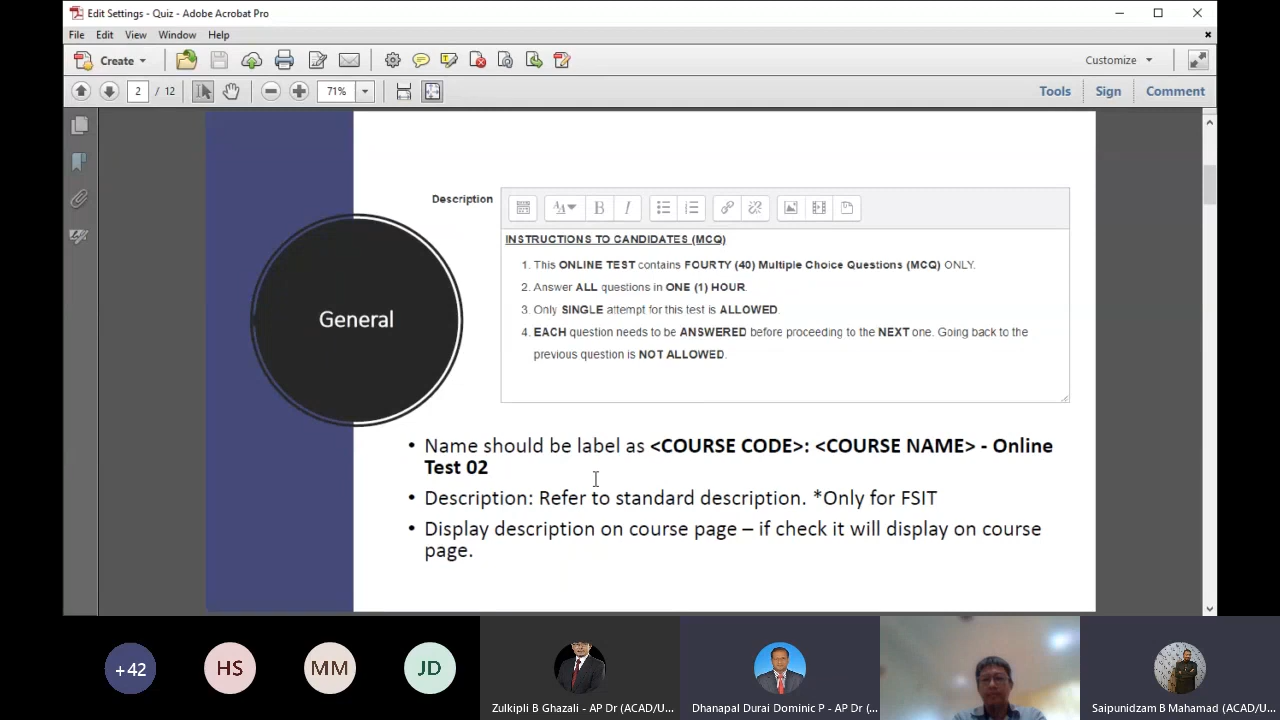 Edit Settings - Quiz - Adobe Acrobat Pro
File Edit View Window Help
Create Customize
2 / 12 71% Tools Sign Comment
Description
INSTRUCTIONS TO CANDIDATES (MCQ)
1. This ONLINE TEST contains FOURTY (40) Multiple Choice Questions (MCQ) ONLY.
2. Answer ALL questions in ONE (1) HOUR.
3. Only SINGLE attempt for this test is ALLOWED.
4. EACH question needs to be ANSWERED before proceeding to the NEXT one. Going back to the
previous question is NOT ALLOWED.
General
• Name should be label as <COURSE CODE>: <COURSE NAME> - Online
Test 02
• Description: Refer to standard description. *Only for FSIT
• Display description on course page – if check it will display on course
page.
+42 HS MM JD
Zulkipli B Ghazali - AP Dr (ACAD/U... Dhanapal Durai Dominic P - AP Dr (... Saipunidzam B Mahamad (ACAD/U...